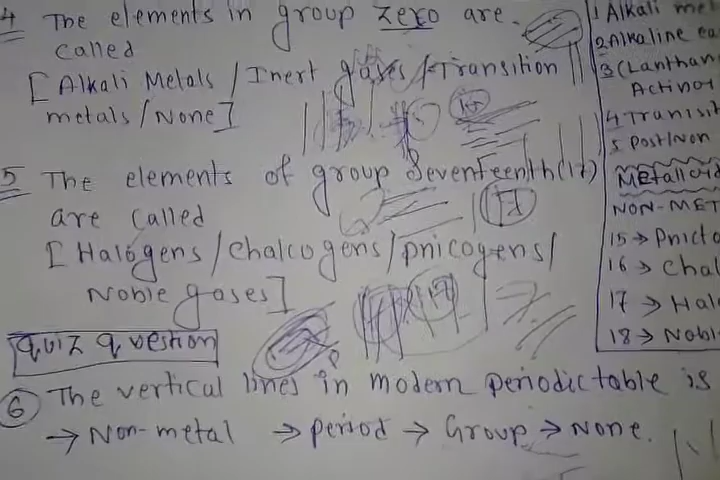 4 The elements in group zero are
called
[Alkali Metals / Inert gases / Transition
metals / None]
5 The elements of group Seventeenth (17)
are called
[Halogens / chalcogens / pnicogens /
Noble gases]
quiz question
6 The vertical lines in modern periodic table is
→ Non-metal → period → Group → None.
1 Alkali met
2 Alkaline ea
3 (Lanthan
Actino
4 Transit
5 Post/Non
Metalloid
NON-MET
15 → Pnict
16 → Chal
17 → Hal
18 → Nobl